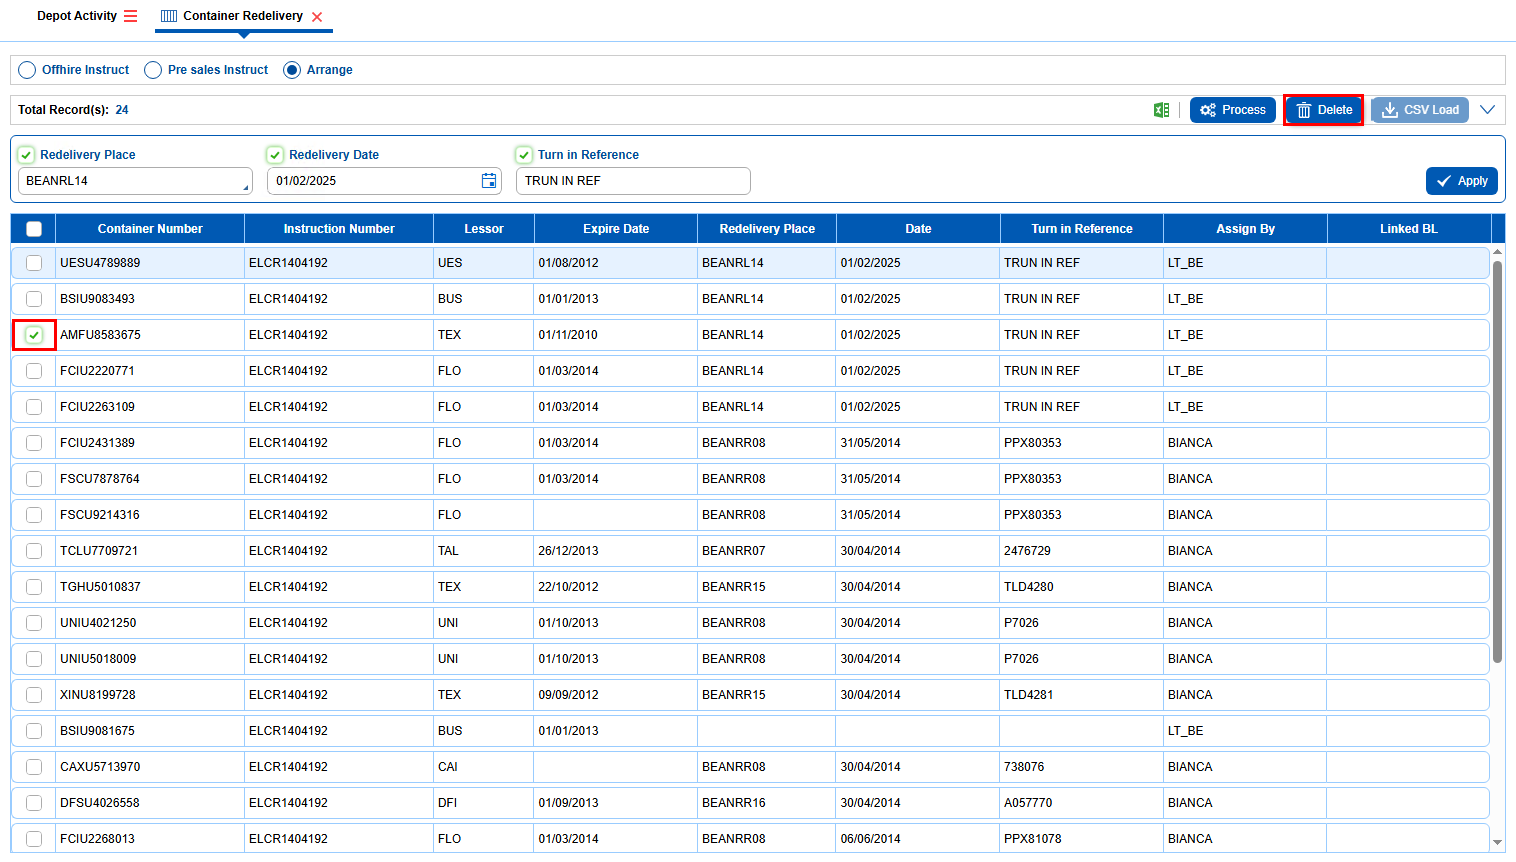 Depot Activity Container Redelivery
Offhire Instruct Pre sales Instruct Arrange
Total Record(s): 24 Process Delete CSV Load
Redelivery Place Redelivery Date Turn in Reference
BEANRL14 01/02/2025 TRUN IN REF Apply
Container Number Instruction Number Lessor Expire Date Redelivery Place Date Turn in Reference Assign By Linked BL
UESU4789889 ELCR1404192 UES 01/08/2012 BEANRL14 01/02/2025 TRUN IN REF LT_BE
BSIU9083493 ELCR1404192 BUS 01/01/2013 BEANRL14 01/02/2025 TRUN IN REF LT_BE
AMFU8583675 ELCR1404192 TEX 01/11/2010 BEANRL14 01/02/2025 TRUN IN REF LT_BE
FCIU2220771 ELCR1404192 FLO 01/03/2014 BEANRL14 01/02/2025 TRUN IN REF LT_BE
FCIU2263109 ELCR1404192 FLO 01/03/2014 BEANRL14 01/02/2025 TRUN IN REF LT_BE
FCIU2431389 ELCR1404192 FLO 01/03/2014 BEANRR08 31/05/2014 PPX80353 BIANCA
FSCU7878764 ELCR1404192 FLO 01/03/2014 BEANRR08 31/05/2014 PPX80353 BIANCA
FSCU9214316 ELCR1404192 FLO BEANRR08 31/05/2014 PPX80353 BIANCA
TCLU7709721 ELCR1404192 TAL 26/12/2013 BEANRR07 30/04/2014 2476729 BIANCA
TGHU5010837 ELCR1404192 TEX 22/10/2012 BEANRR15 30/04/2014 TLD4280 BIANCA
UNIU4021250 ELCR1404192 UNI 01/10/2013 BEANRR08 30/04/2014 P7026 BIANCA
UNIU5018009 ELCR1404192 UNI 01/10/2013 BEANRR08 30/04/2014 P7026 BIANCA
XINU8199728 ELCR1404192 TEX 09/09/2012 BEANRR15 30/04/2014 TLD4281 BIANCA
BSIU9081675 ELCR1404192 BUS 01/01/2013 LT_BE
CAXU5713970 ELCR1404192 CAI BEANRR08 30/04/2014 738076 BIANCA
DFSU4026558 ELCR1404192 DFI 01/09/2013 BEANRR16 30/04/2014 A057770 BIANCA
FCIU2268013 ELCR1404192 FLO 01/03/2014 BEANRR08 06/06/2014 PPX81078 BIANCA